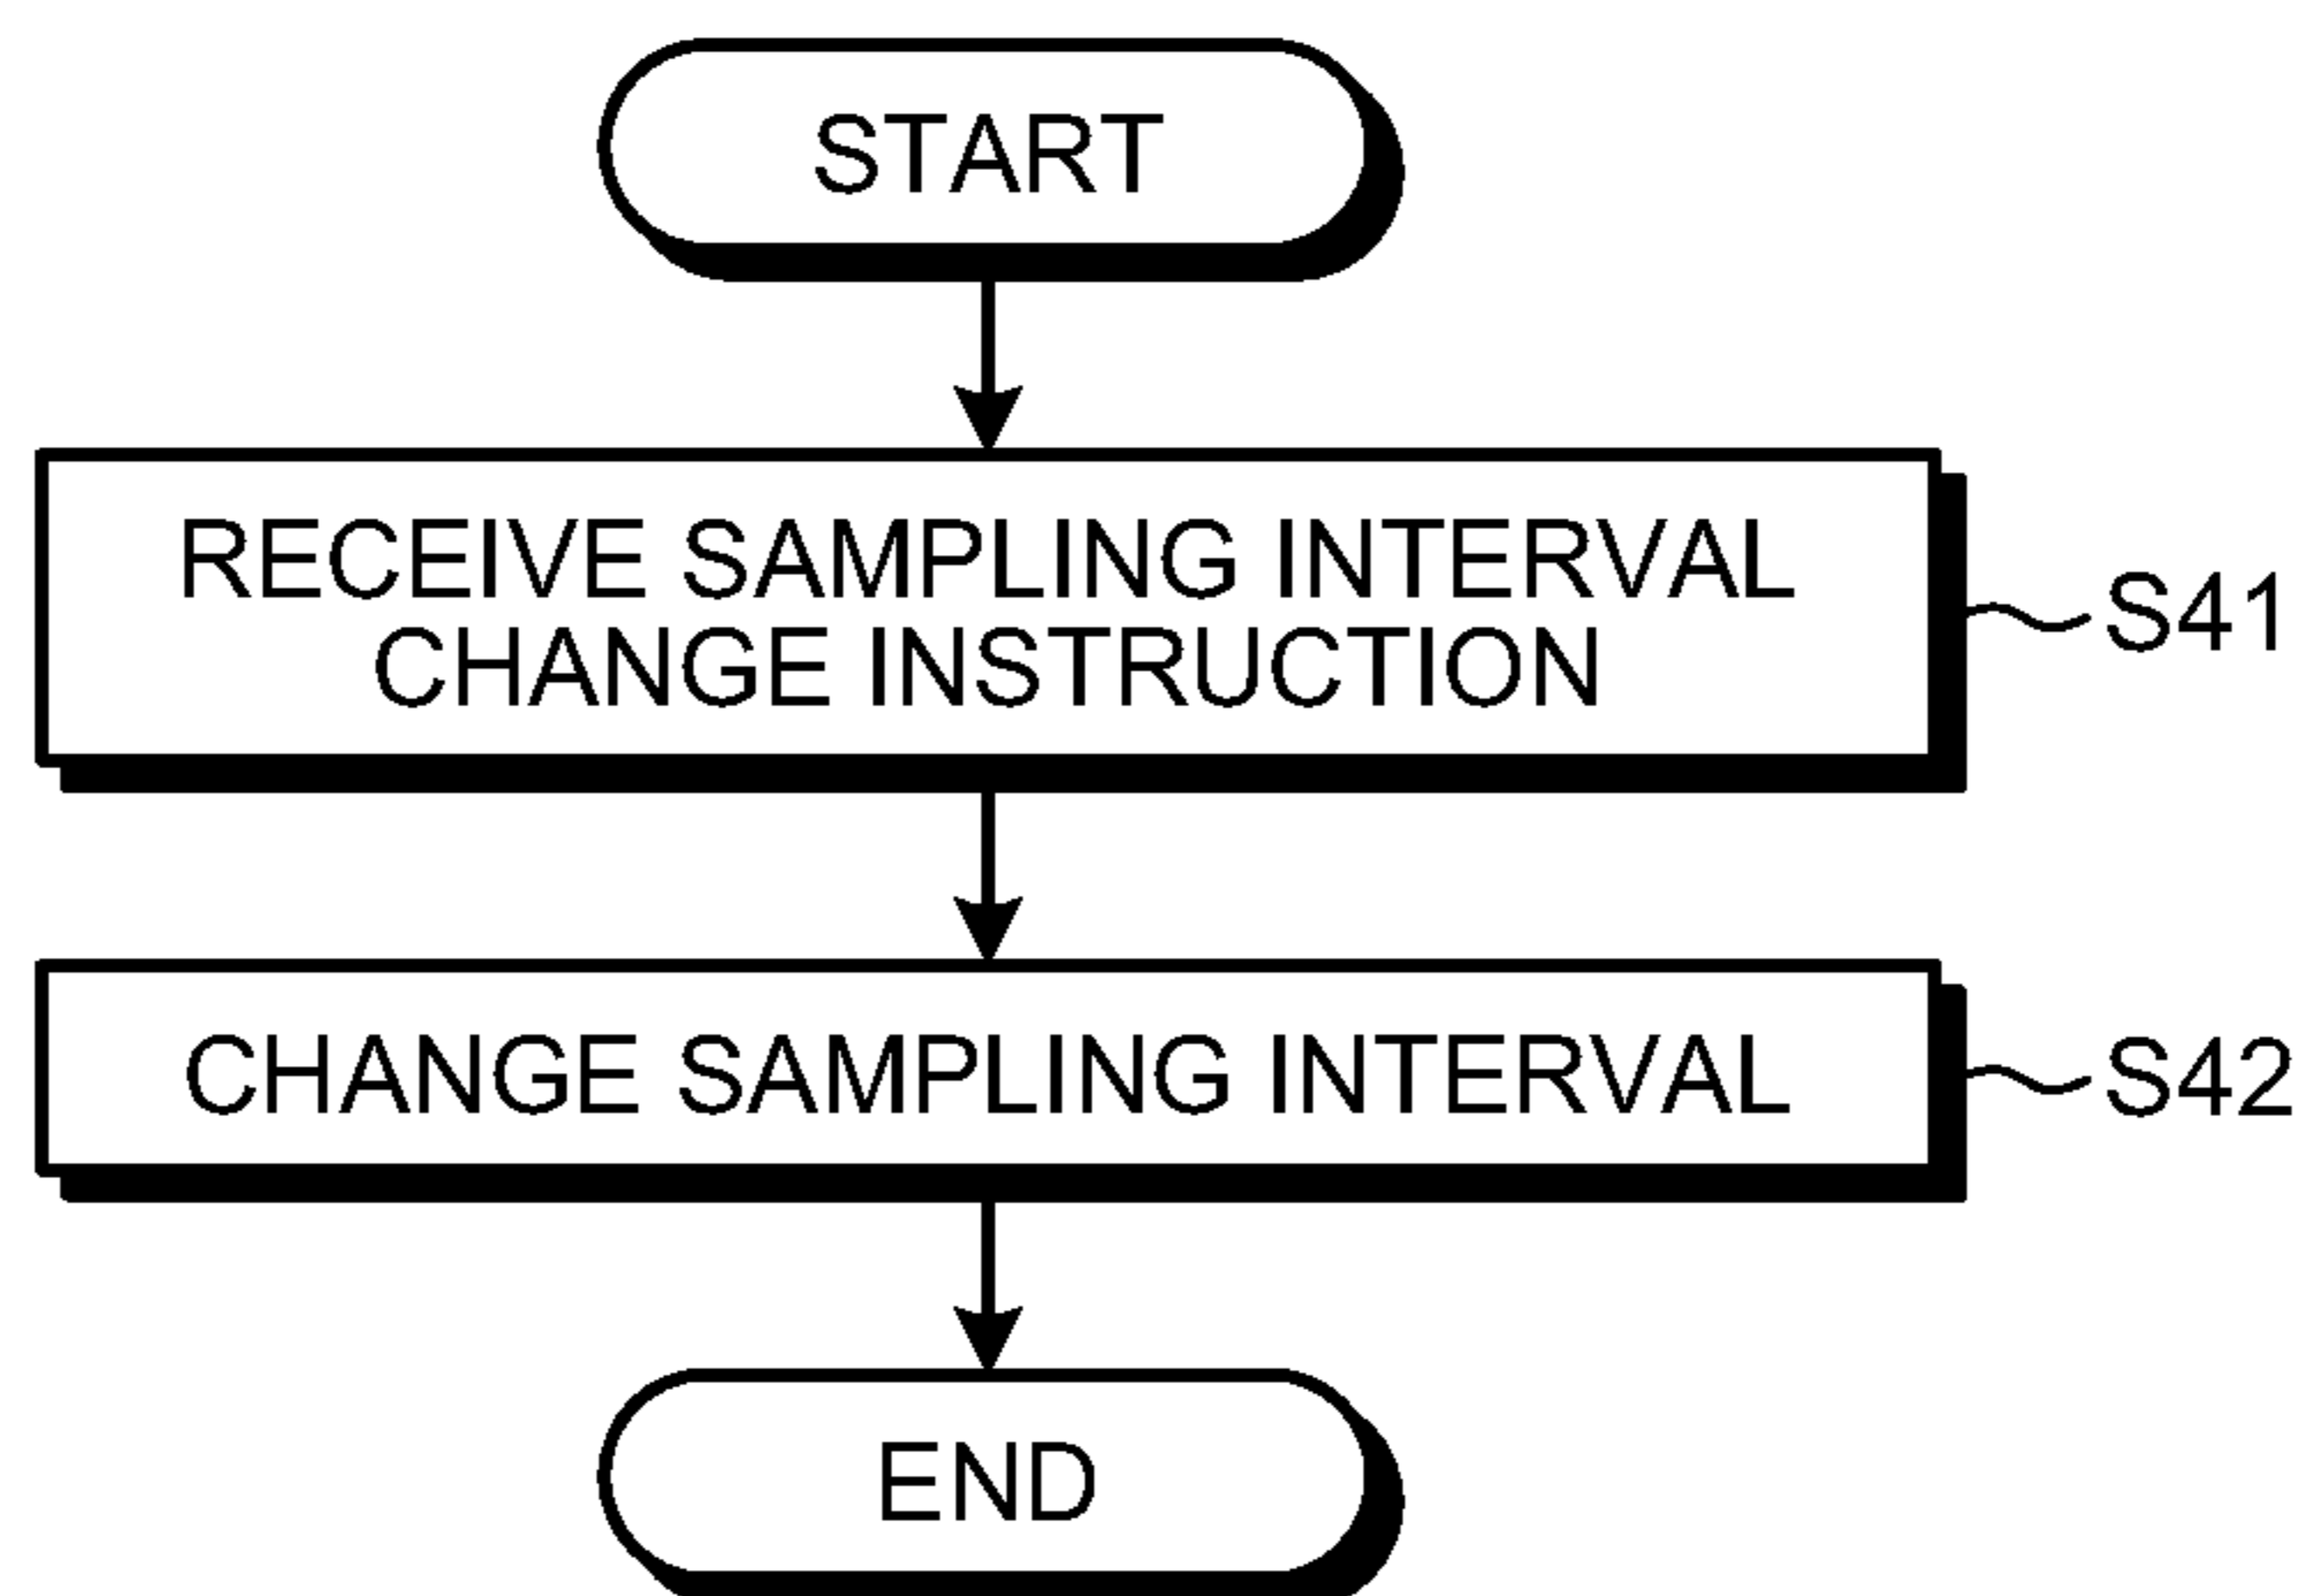 START
RECEIVE SAMPLING INTERVAL
CHANGE INSTRUCTION
S41
CHANGE SAMPLING INTERVAL
S42
END